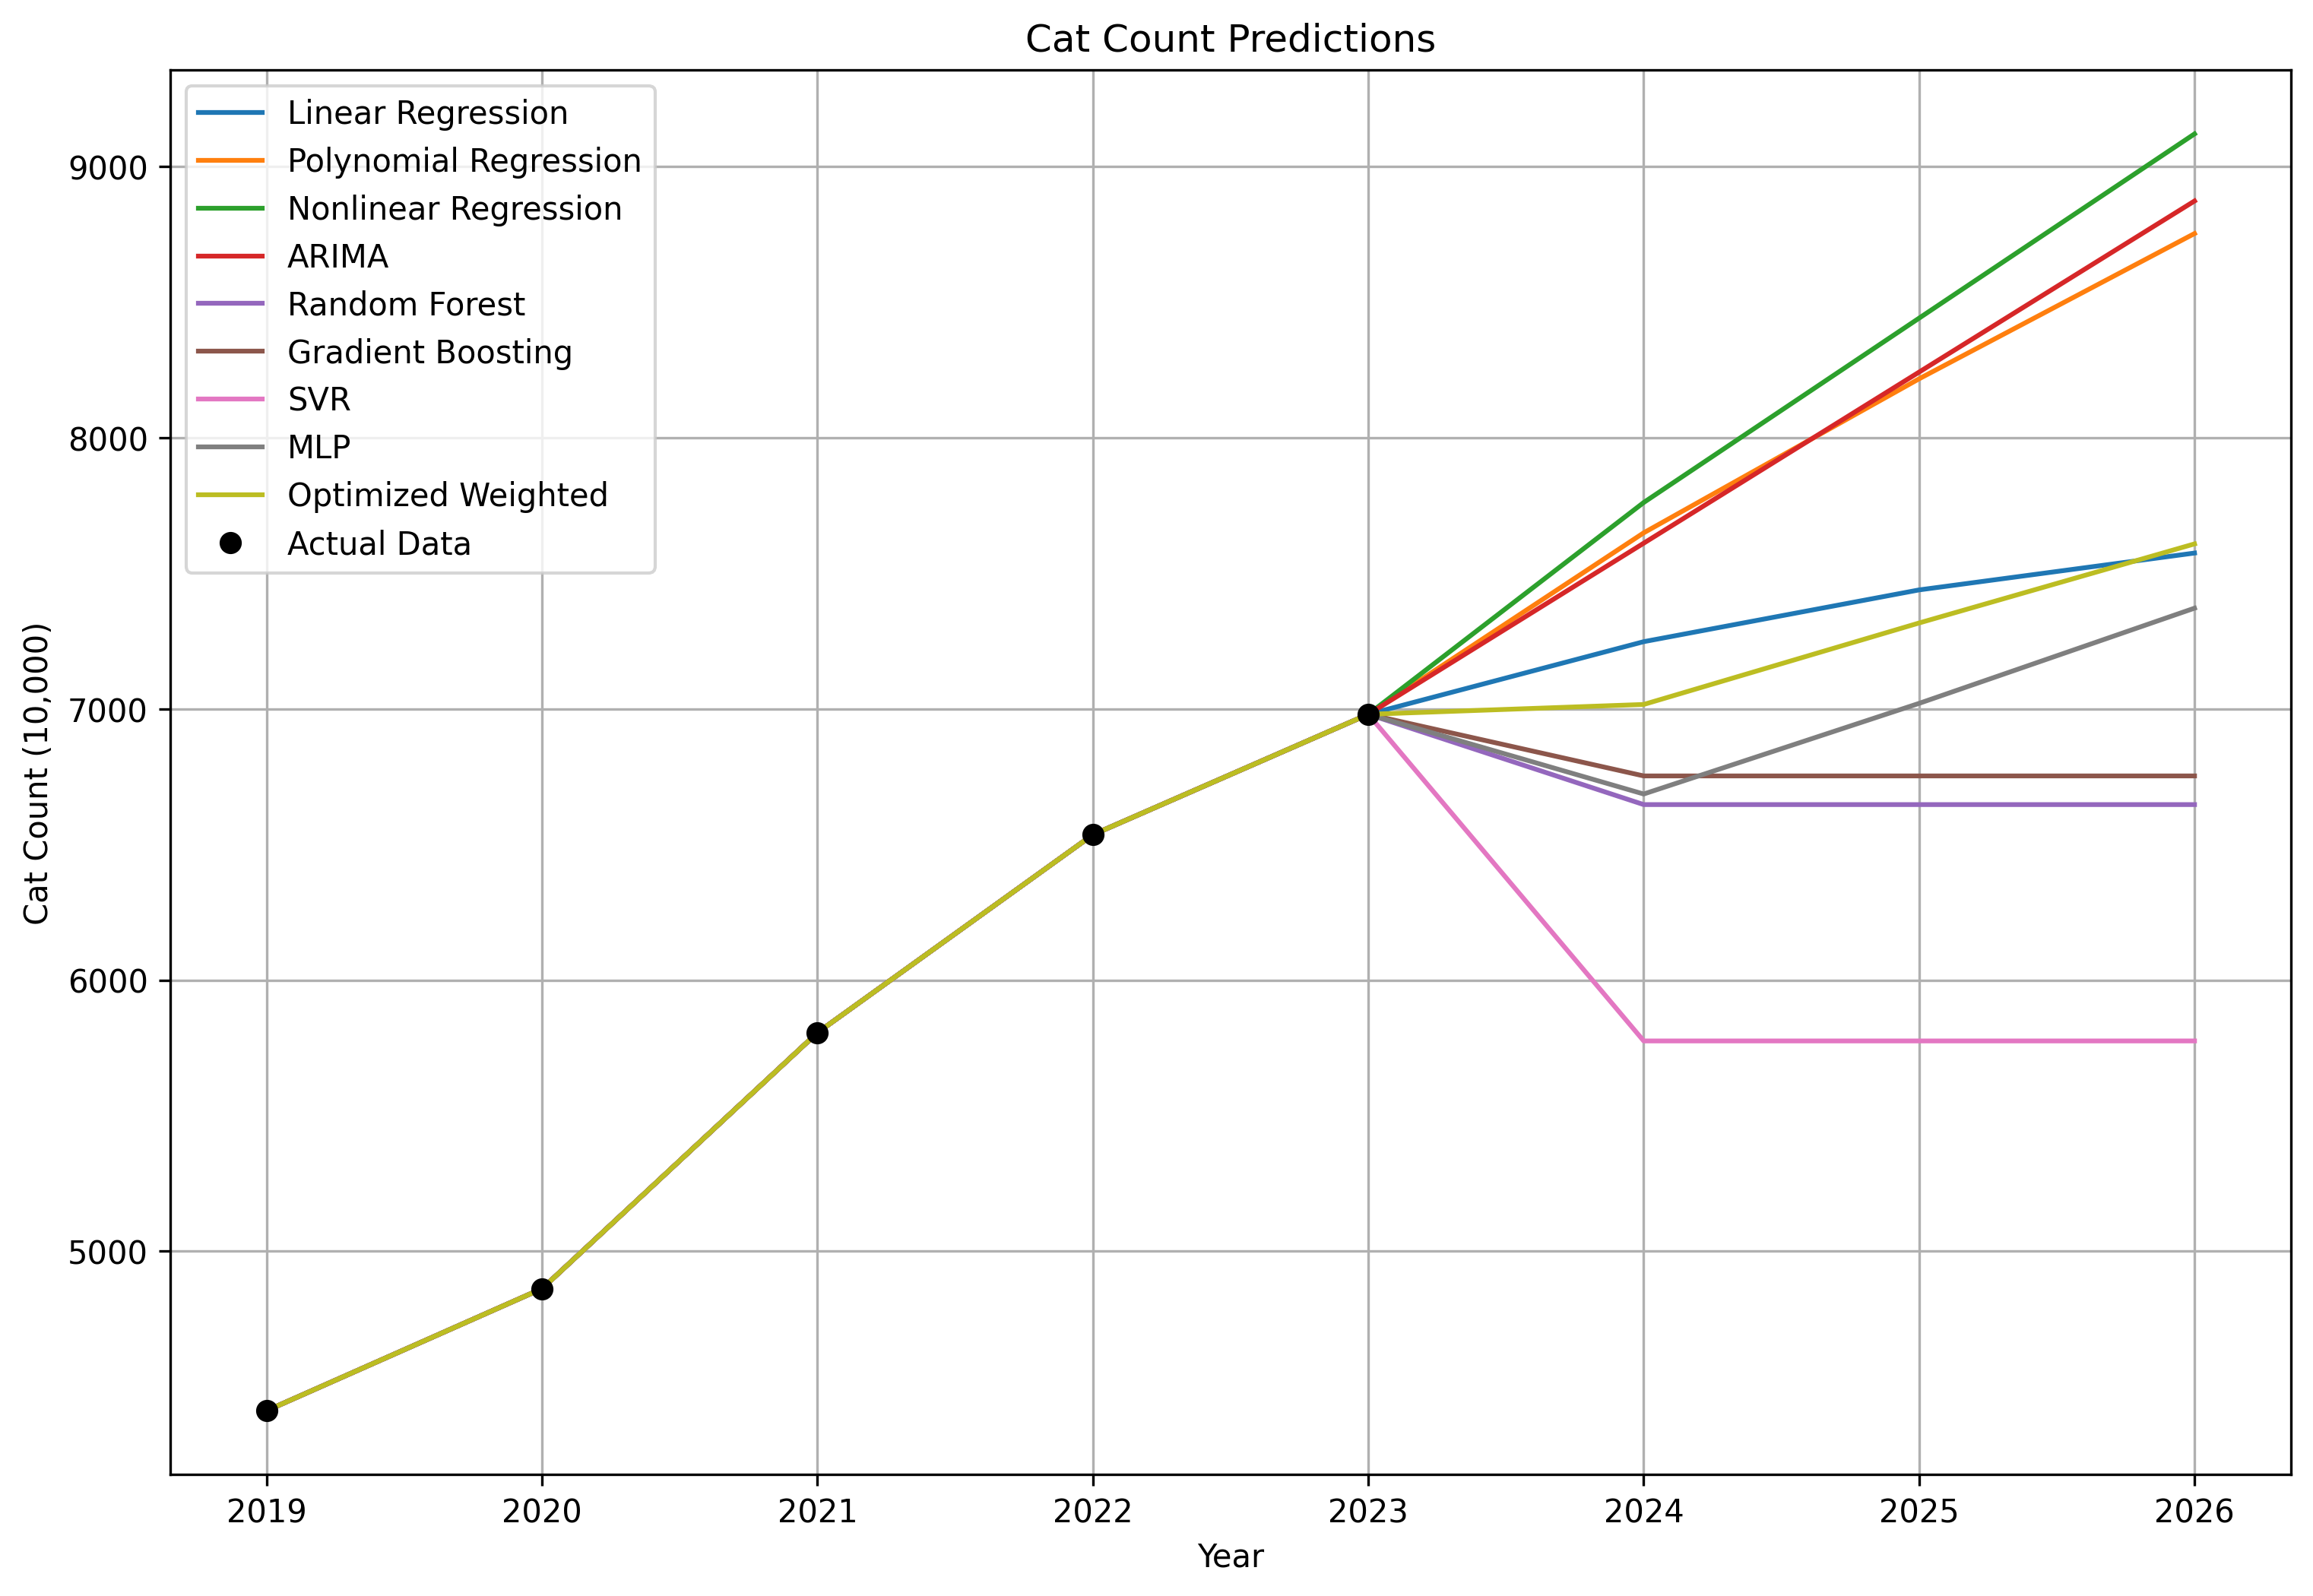 Cat Count Predictions
Linear Regression
Polynomial Regression
Nonlinear Regression
ARIMA
Random Forest
Gradient Boosting
SVR
MLP
Optimized Weighted
Actual Data
Cat Count (10,000)
9000
8000
7000
6000
5000
2019 2020 2021 2022 2023 2024 2025 2026
Year